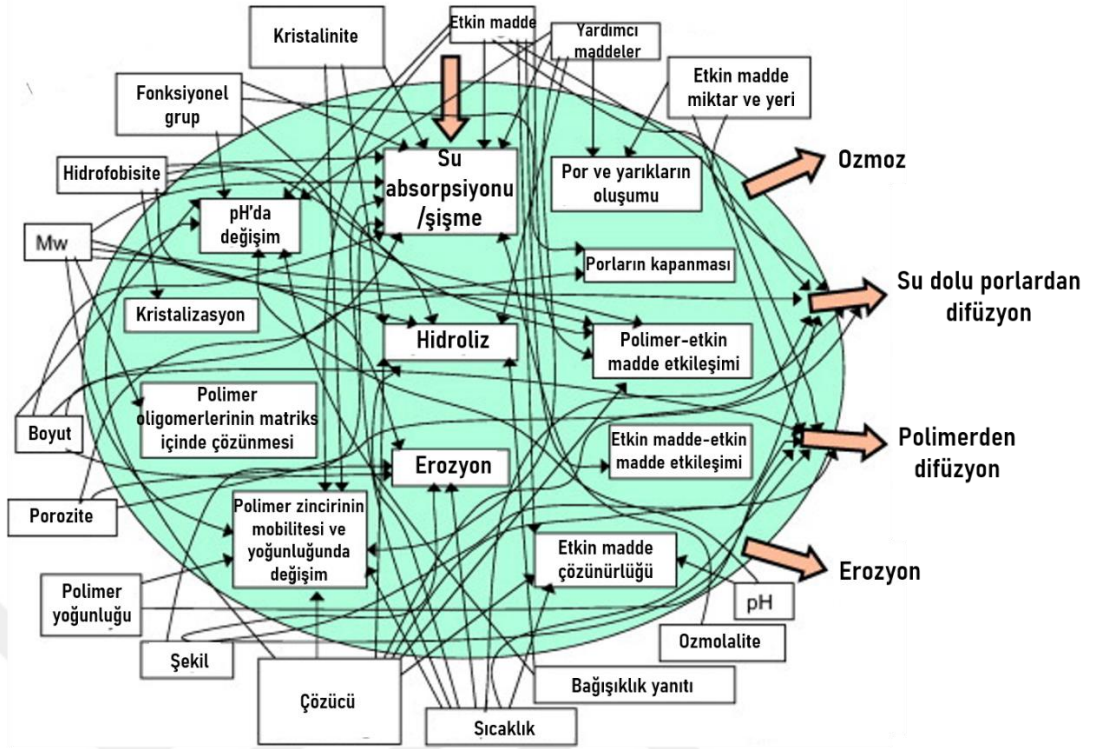 Kristalinite
Etkin madde
Yardımcı
maddeler
Etkin madde
miktar ve yeri
Fonksiyonel
grup
Hidrofobisite
Mw
Boyut
Porozite
Polimer
yoğunluğu
Şekil
Çözücü
Sıcaklık
Bağışıklık yanıtı
Ozmolalite
pH
Su
absorpsiyonu
/şişme
Por ve yarıkların
oluşumu
pH'da
değişim
Porların kapanması
Kristalizasyon
Hidroliz
Polimer-etkin
madde etkileşimi
Polimer
oligomerlerinin matriks
içinde çözünmesi
Erozyon
Etkin madde-etkin
madde etkileşimi
Polimer zincirinin
mobilitesi ve
yoğunluğunda
değişim
Etkin madde
çözünürlüğü
Ozmoz
Su dolu porlardan
difüzyon
Polimerden
difüzyon
Erozyon